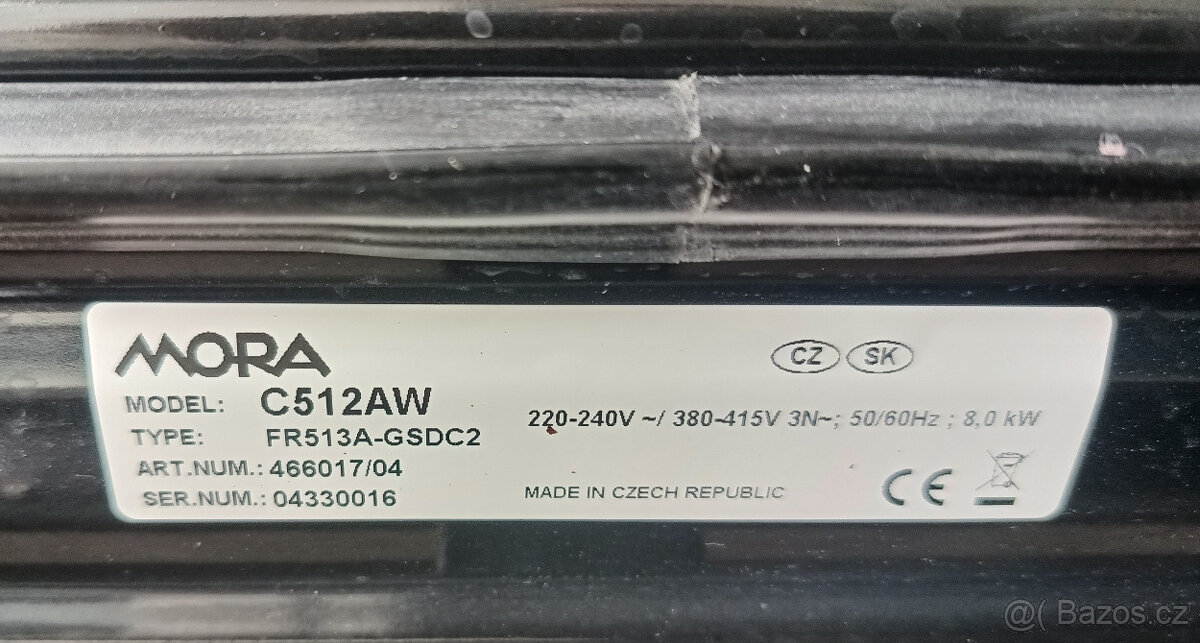 MORA
CZ SK
MODEL: C512AW
TYPE: FR513A-GSDC2
220-240V ~/ 380-415V 3N~; 50/60Hz ; 8,0 kW
ART.NUM.: 466017/04
SER.NUM.: 04330016
MADE IN CZECH REPUBLIC
CE
@( Bazos.cz